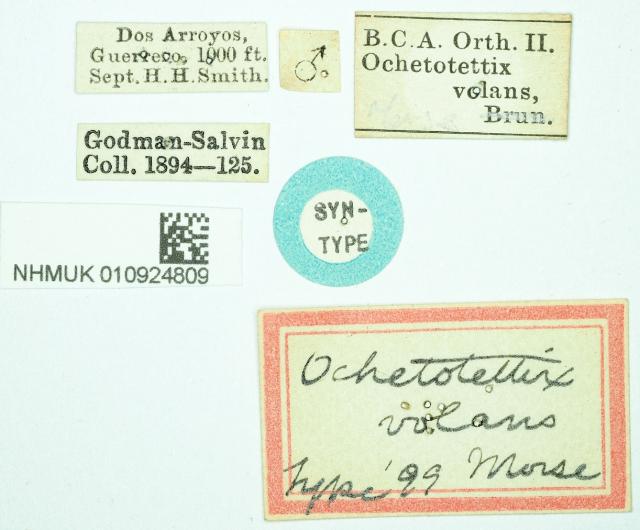 Dos Arroyos,
Guerrero, 1000 ft.
Sept. H. H. Smith.
♂.
B. C. A. Orth. II.
Ochetotettix
volans,
Brun.
Godman-Salvin
Coll. 1894—125.
SYN-
TYPE
NHMUK 010924809
Ochetotettix
volans
type '99 Morse